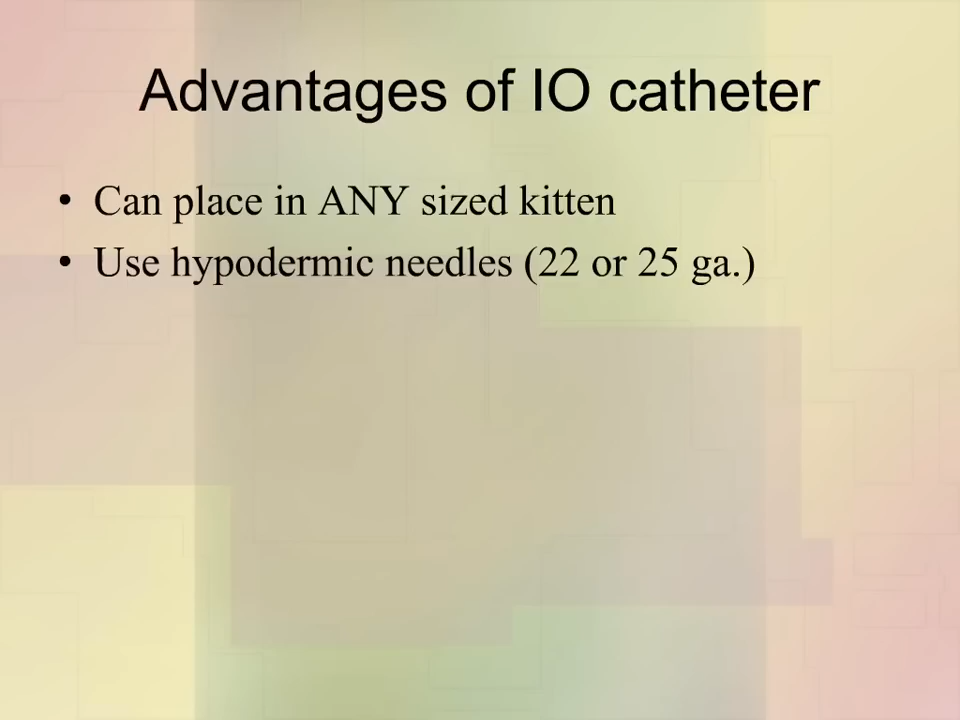 Advantages of IO catheter
• Can place in ANY sized kitten
• Use hypodermic needles (22 or 25 ga.)